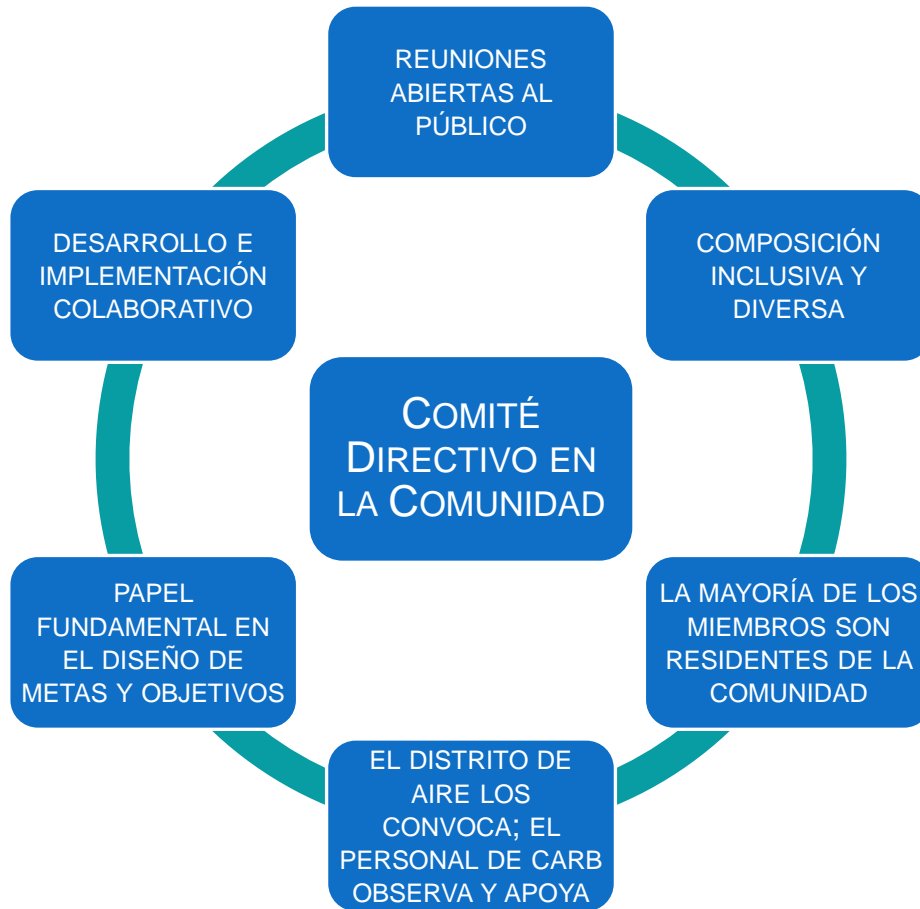 REUNIONES
ABIERTAS AL
PÚBLICO
COMPOSICIÓN
INCLUSIVA Y
DIVERSA
LA MAYORÍA DE LOS
MIEMBROS SON
RESIDENTES DE LA
COMUNIDAD
EL DISTRITO DE
AIRE LOS
CONVOCA; EL
PERSONAL DE CARB
OBSERVA Y APOYA
PAPEL
FUNDAMENTAL EN
EL DISEÑO DE
METAS Y OBJETIVOS
DESARROLLO E
IMPLEMENTACIÓN
COLABORATIVO
COMITÉ
DIRECTIVO EN
LA COMUNIDAD